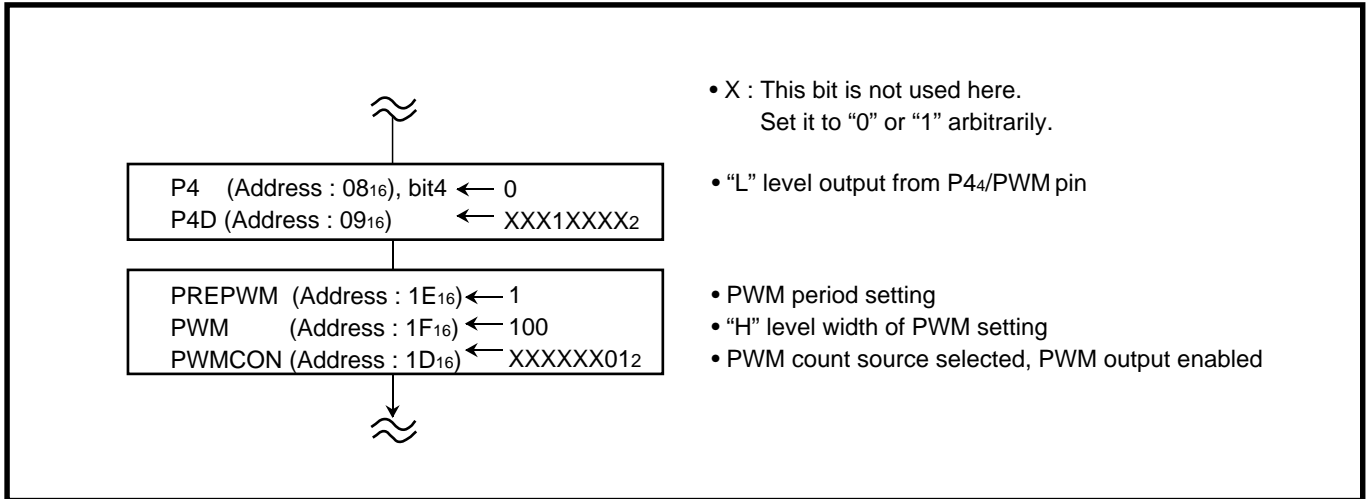 • X : This bit is not used here.
Set it to “0” or “1” arbitrarily.
P4 (Address : 0816), bit4 ← 0
P4D (Address : 0916) ← XXX1XXXX2
• “L” level output from P44/PWM pin
PREPWM (Address : 1E16) ← 1
PWM (Address : 1F16) ← 100
PWMCON (Address : 1D16) ← XXXXXX012
• PWM period setting
• “H” level width of PWM setting
• PWM count source selected, PWM output enabled